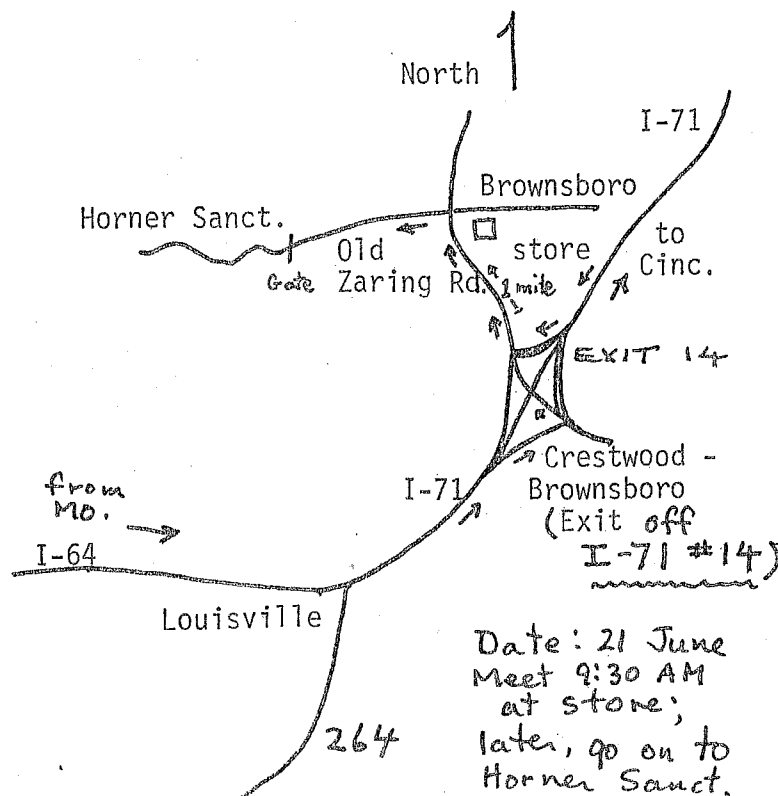 North
I-71
Brownsboro
Horner Sanct.
Old
Zaring Rd.
Gate
store
1 mile
to
Cinc.
EXIT 14
Crestwood -
Brownsboro
(Exit off
I-71 #14)
I-71
from
MO.
I-64
Louisville
264
Date: 21 June
Meet 9:30 AM
at store;
later, go on to
Horner Sanct.